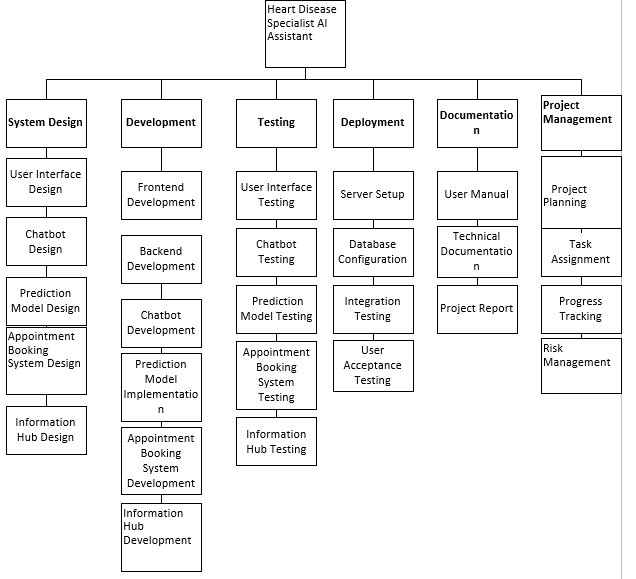 Heart Disease
Specialist AI
Assistant
System Design
User Interface
Design
Chatbot
Design
Prediction
Model Design
Appointment
Booking
System Design
Information
Hub Design
Development
Frontend
Development
Backend
Development
Chatbot
Development
Prediction
Model
Implementatio
n
Appointment
Booking
System
Development
Information
Hub
Development
Testing
User Interface
Testing
Chatbot
Testing
Prediction
Model Testing
Appointment
Booking
System
Testing
Information
Hub Testing
Deployment
Server Setup
Database
Configuration
Integration
Testing
User
Acceptance
Testing
Documentatio
n
User Manual
Technical
Documentatio
n
Project Report
Project
Management
Project
Planning
Task
Assignment
Progress
Tracking
Risk
Management